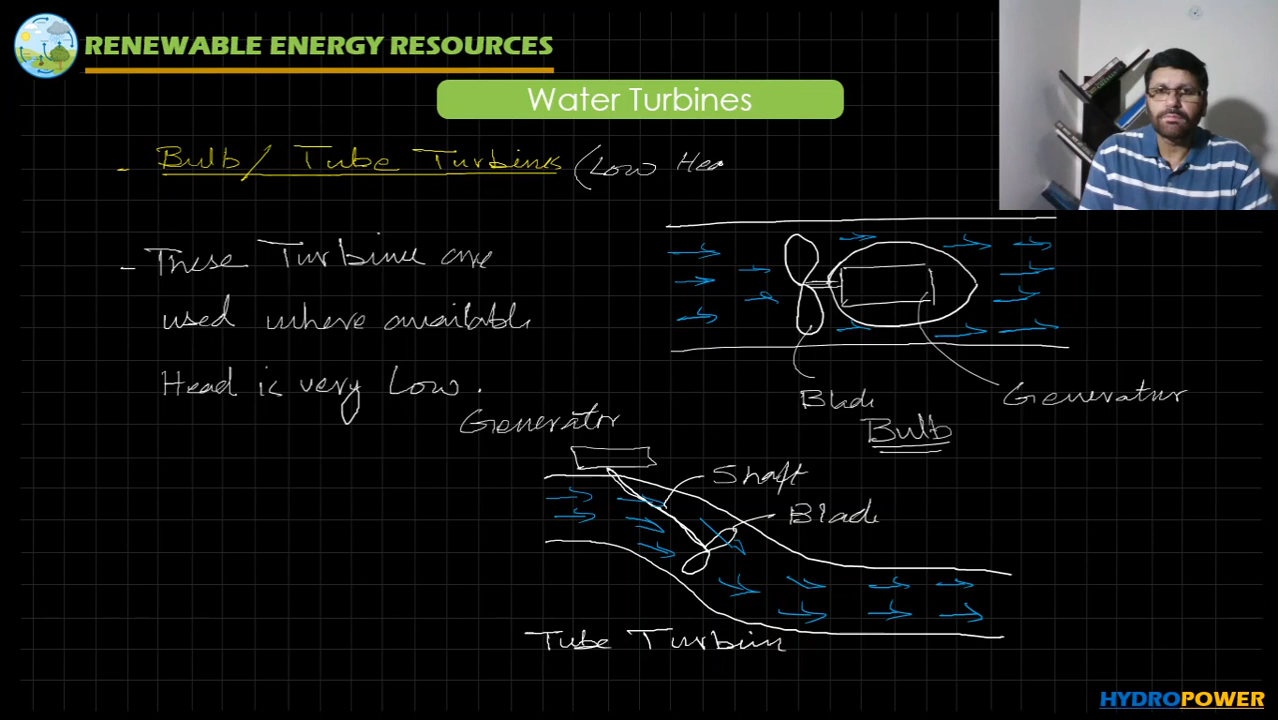 RENEWABLE ENERGY RESOURCES
Water Turbines
- Bulb/ Tube Turbines (Low Hea
- These Turbine are
used where available
Head is very Low.
Blade
Generator
Bulb
Generator
Shaft
Blade
Tube Turbin
HYDROPOWER